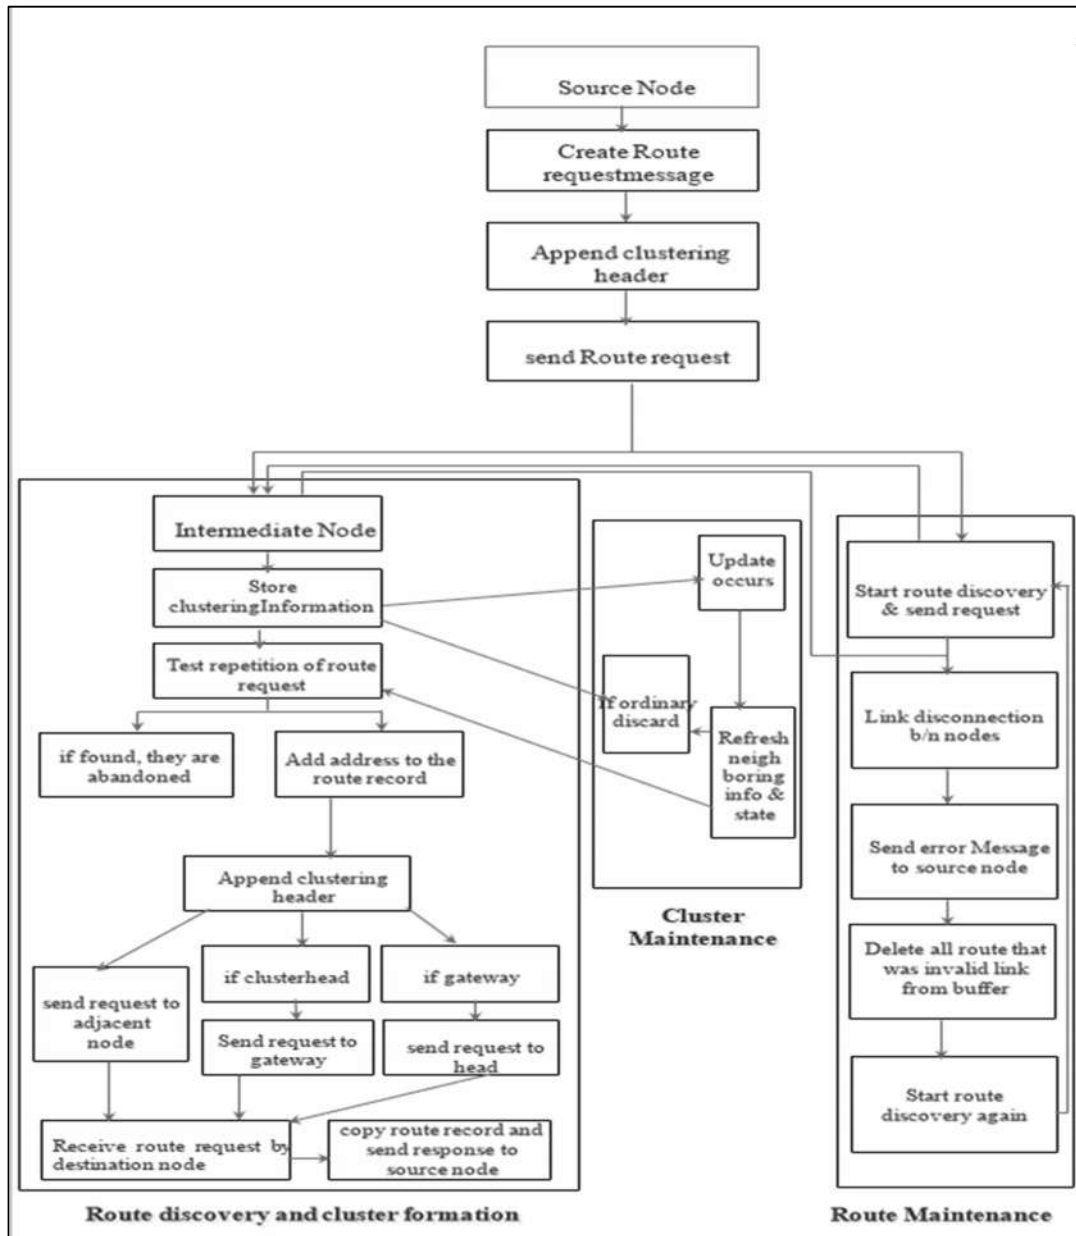 Source Node
Create Route
requestmessage
Append clustering
header
send Route request
Intermediate Node
Store
clusteringInformation
Test repetition of route
request
if found, they are
abandoned
Add address to the
route record
Append clustering
header
send request to
adjacent
node
if clusterhead
Send request to
gateway
if gateway
send request to
head
Receive route request by
destination node
copy route record and
send response to
source node
Route discovery and cluster formation
Update
occurs
If ordinary
discard
Refresh
neigh
boring
info &
state
Cluster
Maintenance
Start route discovery
& send request
Link disconnection
b/n nodes
Send error Message
to source node
Delete all route that
was invalid link
from buffer
Start route
discovery again
Route Maintenance